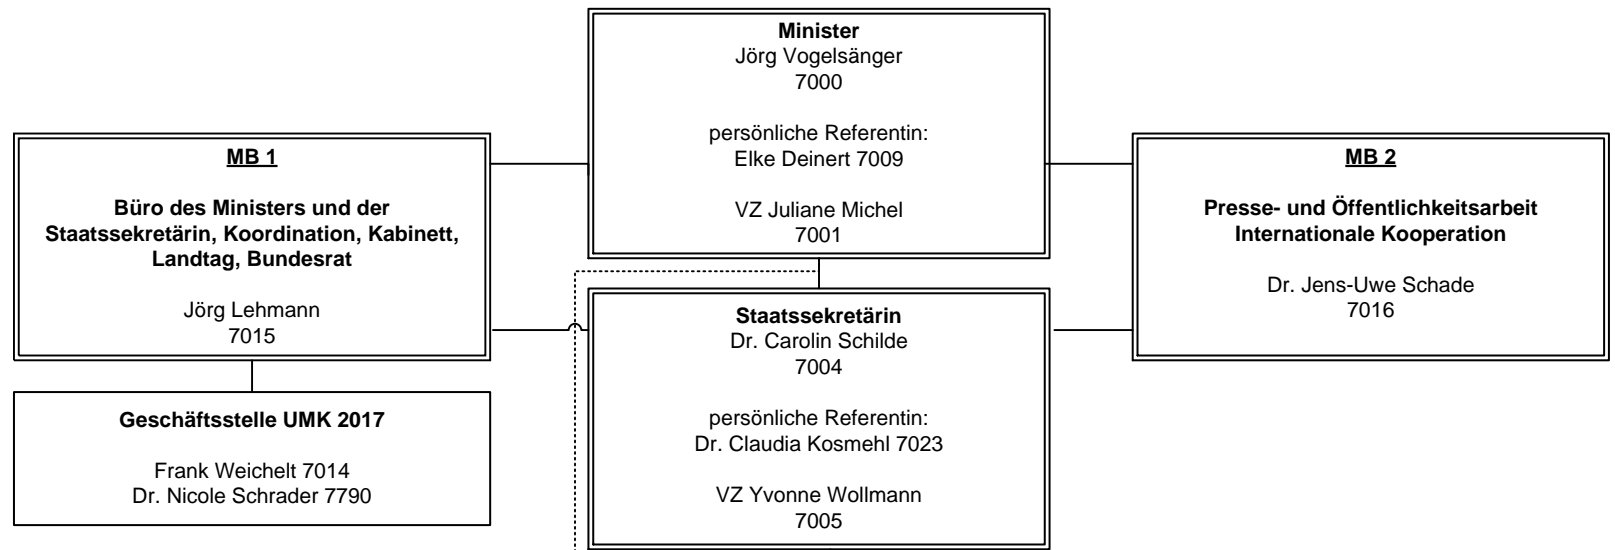 Minister
Jörg Vogelsänger
7000
persönliche Referentin:
Elke Deinert 7009
VZ Juliane Michel
7001
MB 1
Büro des Ministers und der
Staatssekretärin, Koordination, Kabinett,
Landtag, Bundesrat
Jörg Lehmann
7015
MB 2
Presse- und Öffentlichkeitsarbeit
Internationale Kooperation
Dr. Jens-Uwe Schade
7016
Staatssekretärin
Dr. Carolin Schilde
7004
persönliche Referentin:
Dr. Claudia Kosmehl 7023
VZ Yvonne Wollmann
7005
Geschäftsstelle UMK 2017
Frank Weichelt 7014
Dr. Nicole Schrader 7790